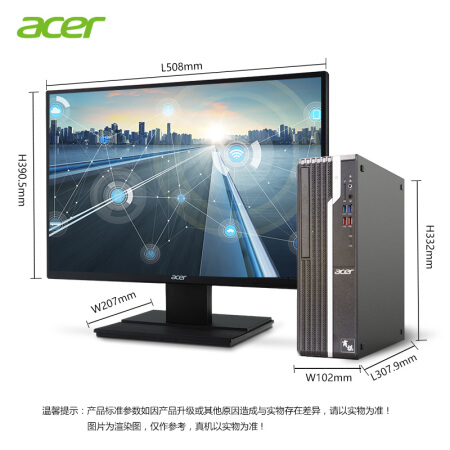 acer
L508mm
H390.5mm
acer
W207mm
acer
H332mm
W102mm
L307.9mm
温馨提示：产品标准参数如因产品升级或其他原因造成与实物存在差异，请以实物为准！
图片为渲染图，仅作参考，真机以实物为准！